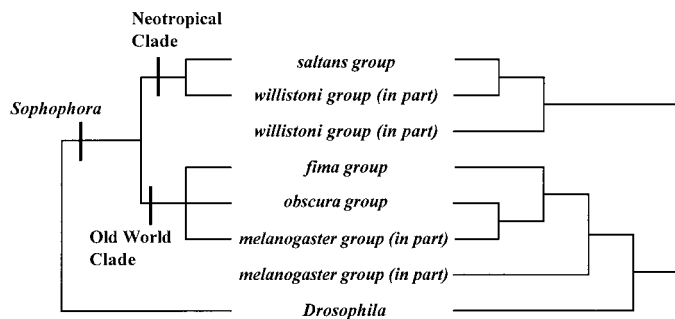 Neotropical
Clade
saltans group
willistoni group (in part)
Sophophora
willistoni group (in part)
fima group
obscura group
Old World
Clade
melanogaster group (in part)
melanogaster group (in part)
Drosophila